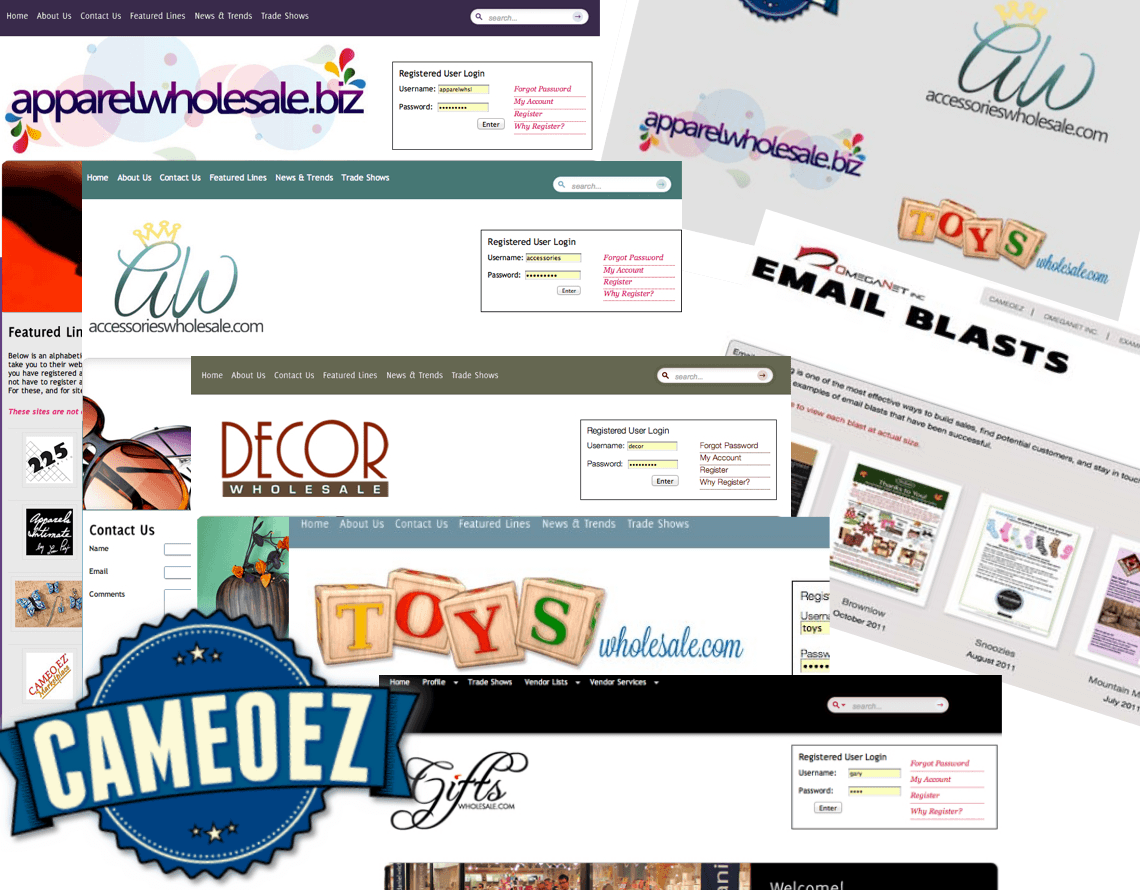 Home About Us Contact Us Featured Lines News & Trends Trade Shows
search...
apparelwholesale.biz
Registered User Login
Username: apparelwhsl
Password: •••••••••
Enter
Forgot Password
My Account
Register
Why Register?
aw
accessorieswholesale.com
apparelwholesale.biz
TOYS
wholesale.com
Home About Us Contact Us Featured Lines News & Trends Trade Shows
search...
aw
accessorieswholesale.com
Registered User Login
Username: accessories
Password: •••••••••
Enter
Forgot Password
My Account
Register
Why Register?
OMEGANET INC
EMAIL BLASTS
CAMEOEZ | OMEGANET INC. | EXAM
Featured Lin
Below is an alphabeti
take you to their web
you have registered a
not have to register a
For these, and for site
These sites are not
225
CAMEO EZ
Marketplace
Contact Us
Name
Email
Comments
Home About Us Contact Us Featured Lines News & Trends Trade Shows
search...
DECOR
WHOLESALE
Registered User Login
Username: decor
Password: •••••••••
Enter
Forgot Password
My Account
Register
Why Register?
Emai
g is one of the most effective ways to build sales, find potential customers, and stay in touc
examples of email blasts that have been successful.
e to view each blast at actual size.
Thanks to You!
Brownlow
October 2011
Snoozies
August 2011
Mountain M
July 2011
Home About Us Contact Us Featured Lines News & Trends Trade Shows
TOYS
wholesale.com
Regis
Usern
toys
Passw
•••••
CAMEOEZ
Home Profile Trade Shows Vendor Lists Vendor Services
search...
Gifts
WHOLESALE.COM
Registered User Login
Username: gary
Password: ••••
Enter
Forgot Password
My Account
Register
Why Register?
Welcome!